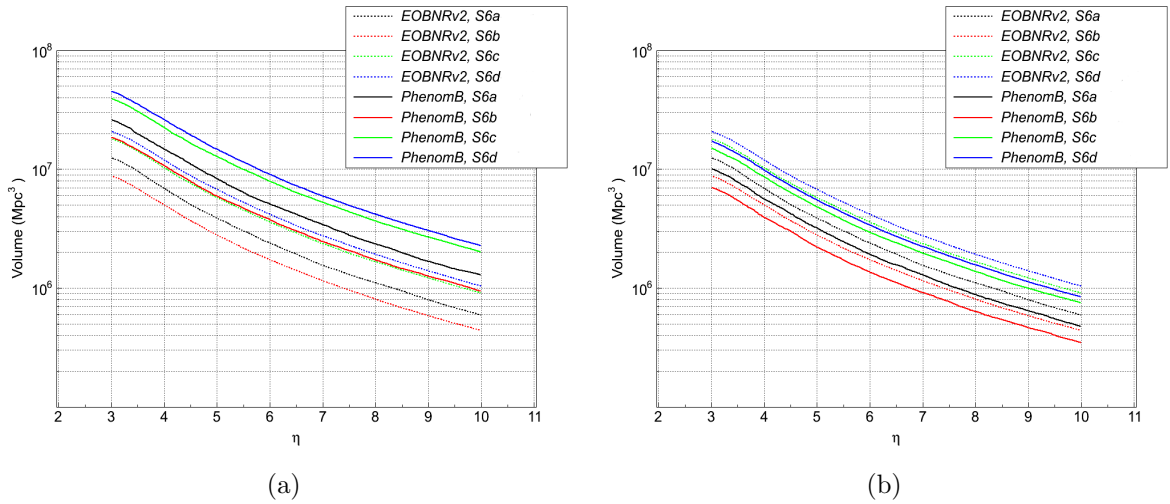 EOBNRv2, S6a
EOBNRv2, S6b
EOBNRv2, S6c
EOBNRv2, S6d
PhenomB, S6a
PhenomB, S6b
PhenomB, S6c
PhenomB, S6d
10^8
10^7
10^6
Volume (Mpc^3)
2 3 4 5 6 7 8 9 10 11
η
(a)
EOBNRv2, S6a
EOBNRv2, S6b
EOBNRv2, S6c
EOBNRv2, S6d
PhenomB, S6a
PhenomB, S6b
PhenomB, S6c
PhenomB, S6d
10^8
10^7
10^6
Volume (Mpc^3)
2 3 4 5 6 7 8 9 10 11
η
(b)